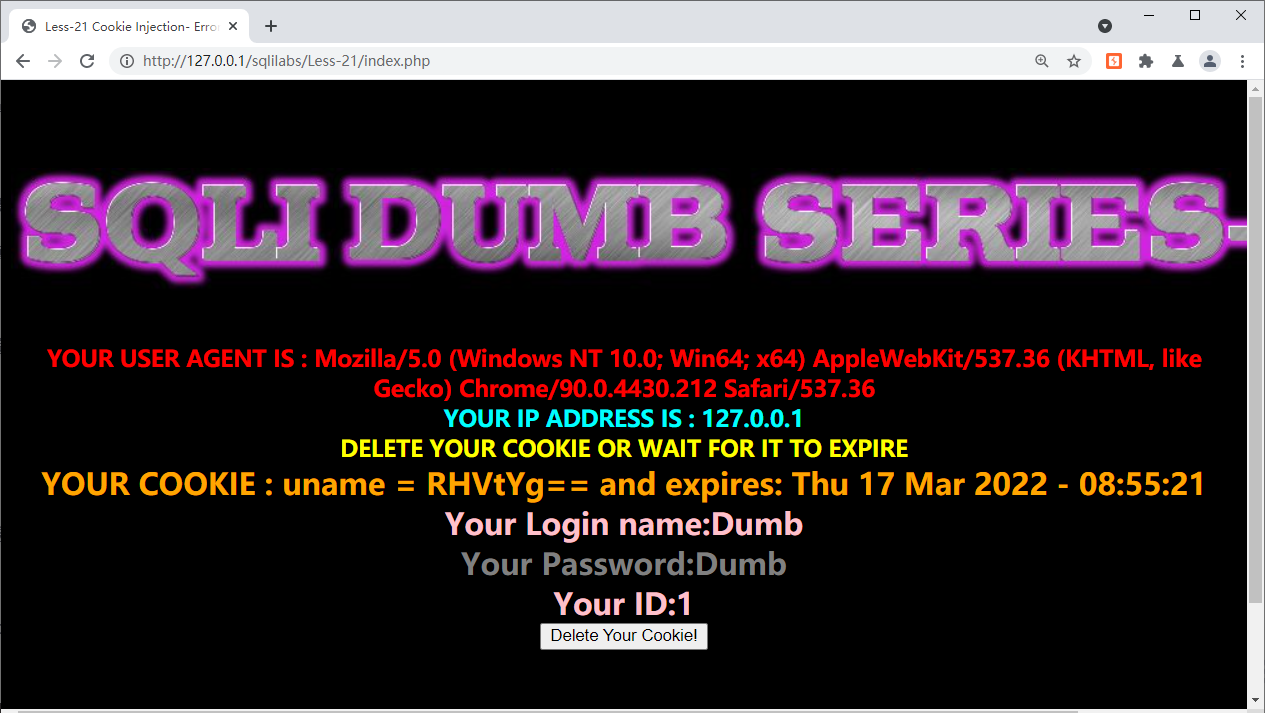 Less-21 Cookie Injection- Erro
http://127.0.0.1/sqlilabs/Less-21/index.php
SQLI DUMB SERIES-
YOUR USER AGENT IS : Mozilla/5.0 (Windows NT 10.0; Win64; x64) AppleWebKit/537.36 (KHTML, like
Gecko) Chrome/90.0.4430.212 Safari/537.36
YOUR IP ADDRESS IS : 127.0.0.1
DELETE YOUR COOKIE OR WAIT FOR IT TO EXPIRE
YOUR COOKIE : uname = RHVtYg== and expires: Thu 17 Mar 2022 - 08:55:21
Your Login name:Dumb
Your Password:Dumb
Your ID:1
Delete Your Cookie!